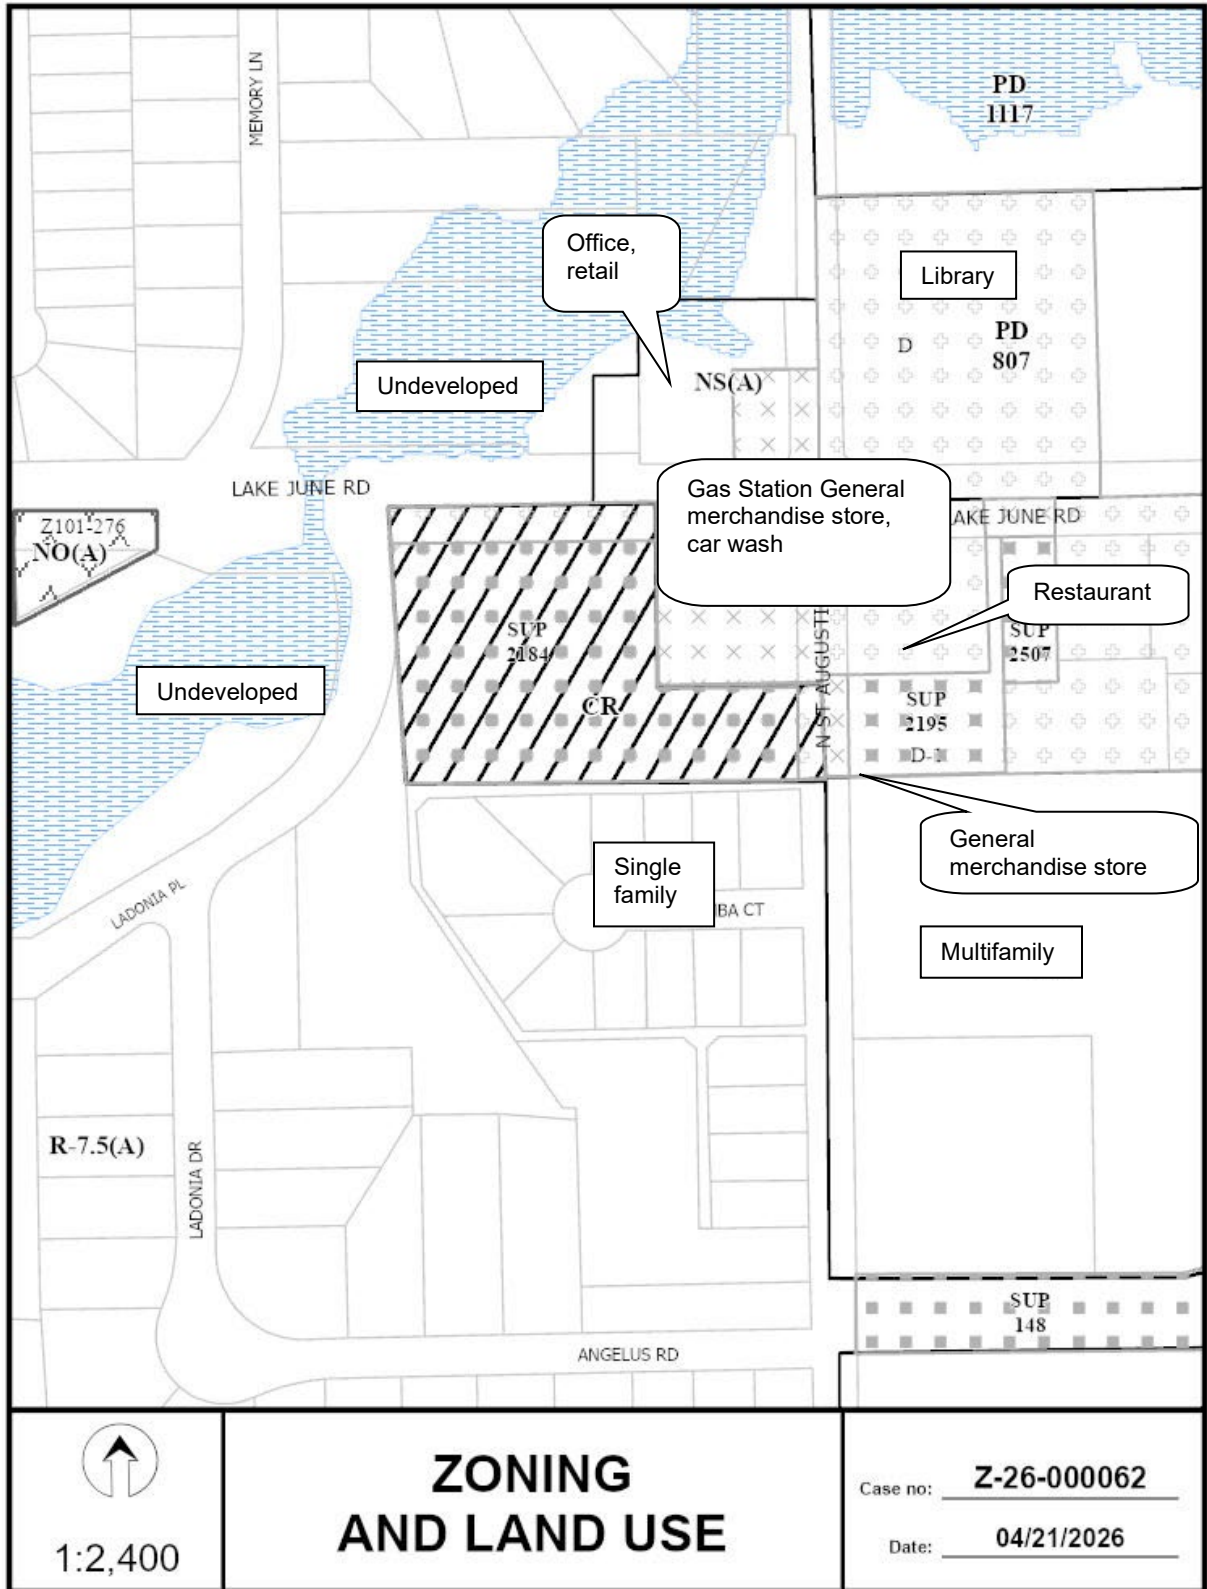 MEMORY LN
PD
1117
Office,
retail
Library
D
PD
807
Undeveloped
NS(A)
LAKE JUNE RD
Gas Station General
merchandise store,
car wash
AKE JUNE RD
Z101-276
NO(A)
Restaurant
SUP
2184
SUP
2507
Undeveloped
CR
N ST AUGUSTI
SUP
2195
D-1
General
merchandise store
Single
family
BA CT
LADONIA PL
Multifamily
R-7.5(A)
LADONIA DR
SUP
148
ANGELUS RD
1:2,400
ZONING
AND LAND USE
Case no: Z-26-000062
Date: 04/21/2026